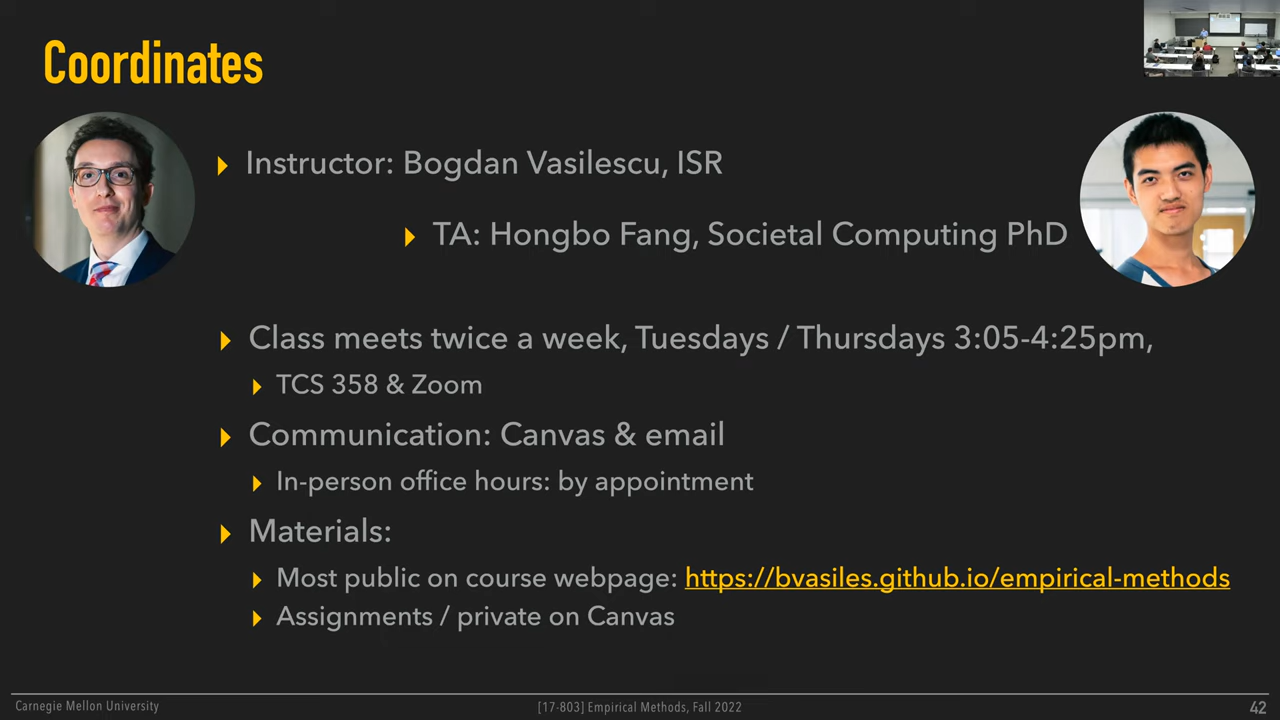 Coordinates
Instructor: Bogdan Vasilescu, ISR
TA: Hongbo Fang, Societal Computing PhD
Class meets twice a week, Tuesdays / Thursdays 3:05-4:25pm,
TCS 358 & Zoom
Communication: Canvas & email
In-person office hours: by appointment
Materials:
Most public on course webpage: https://bvasiles.github.io/empirical-methods
Assignments / private on Canvas
Carnegie Mellon University
[17-803] Empirical Methods, Fall 2022
42